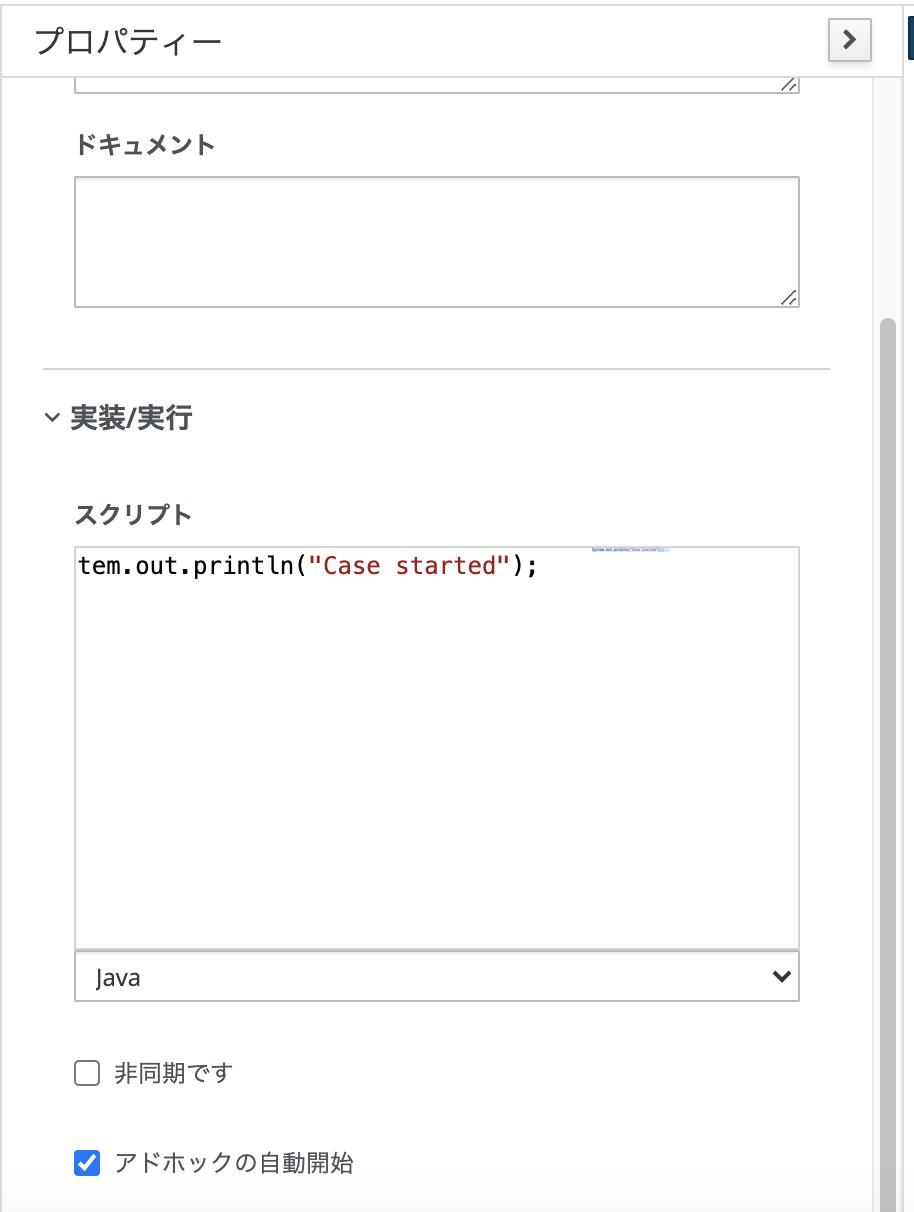 プロパティー
ドキュメント
実装/実行
スクリプト
tem.out.println("Case started");
System.out.println("Case started");
Java
非同期です
アドホックの自動開始